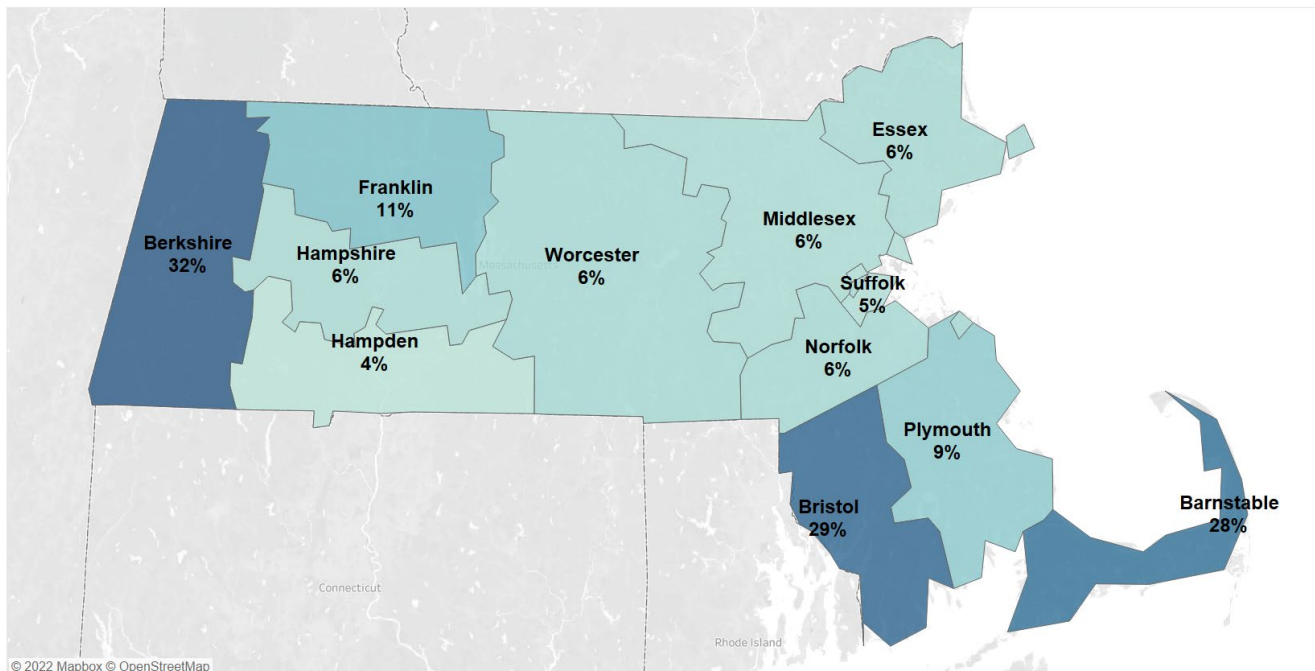 Essex
6%
Franklin
11%
Middlesex
6%
Berkshire
32%
Hampshire
6%
Massachusetts
Worcester
6%
Suffolk
5%
Hampden
4%
Norfolk
6%
Plymouth
9%
Bristol
29%
Barnstable
28%
Connecticut
Rhode Island
© 2022 Mapbox © OpenStreetMap